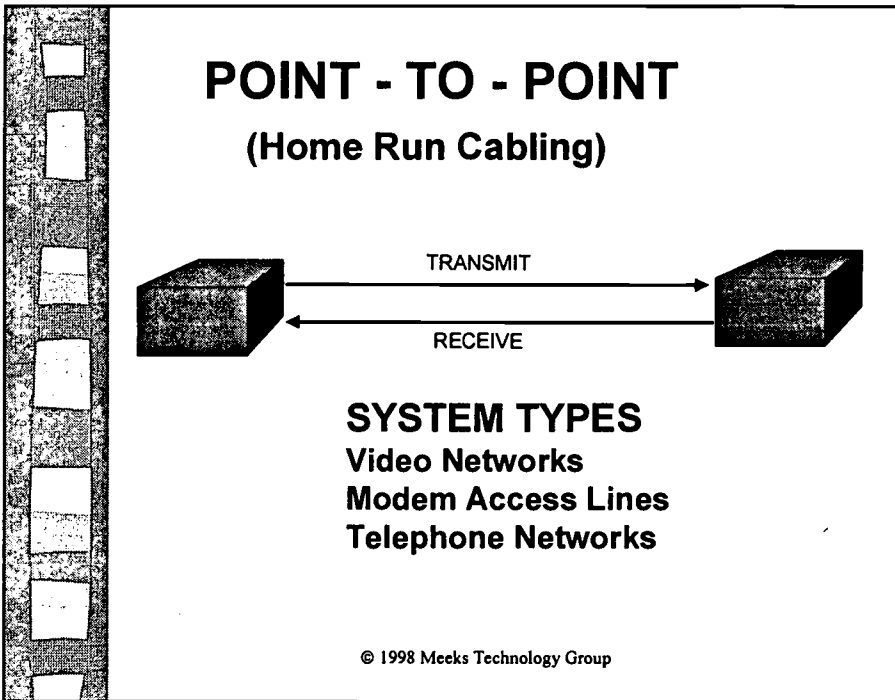 POINT - TO - POINT
(Home Run Cabling)
TRANSMIT
RECEIVE
SYSTEM TYPES
Video Networks
Modem Access Lines
Telephone Networks
© 1998 Meeks Technology Group